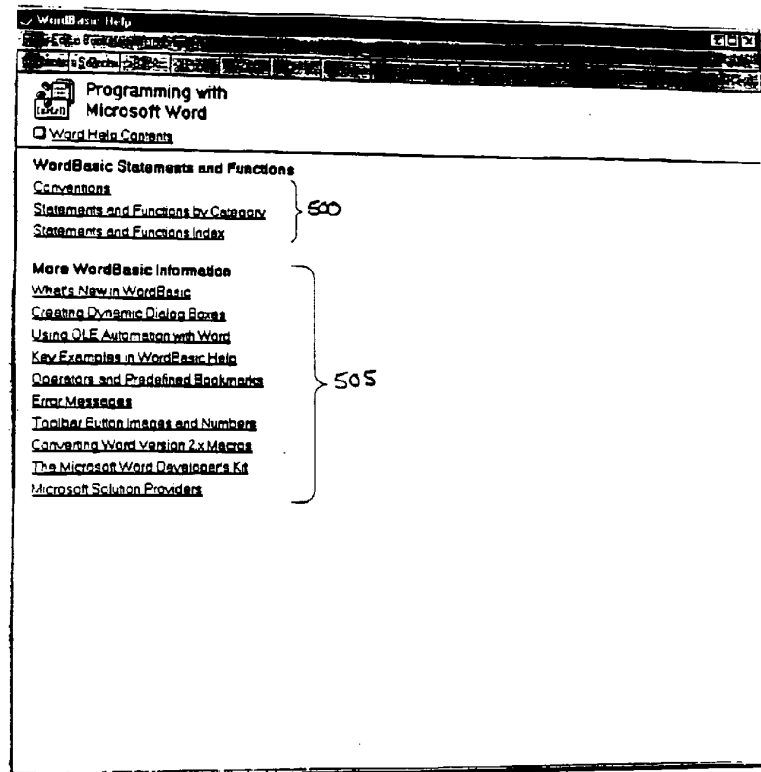 WordBasic Help
Programming with
Microsoft Word
Word Help Contents
WordBasic Statements and Functions
Conventions
Statements and Functions by Category
Statements and Functions Index
500
More WordBasic Information
What's New in WordBasic
Creating Dynamic Dialog Boxes
Using OLE Automation with Word
Key Examples in WordBasic Help
Operators and Predefined Bookmarks
505
Error Messages
Toolbar Button Images and Numbers
Converting Word Version 2.x Macros
The Microsoft Word Developer's Kit
Microsoft Solution Providers